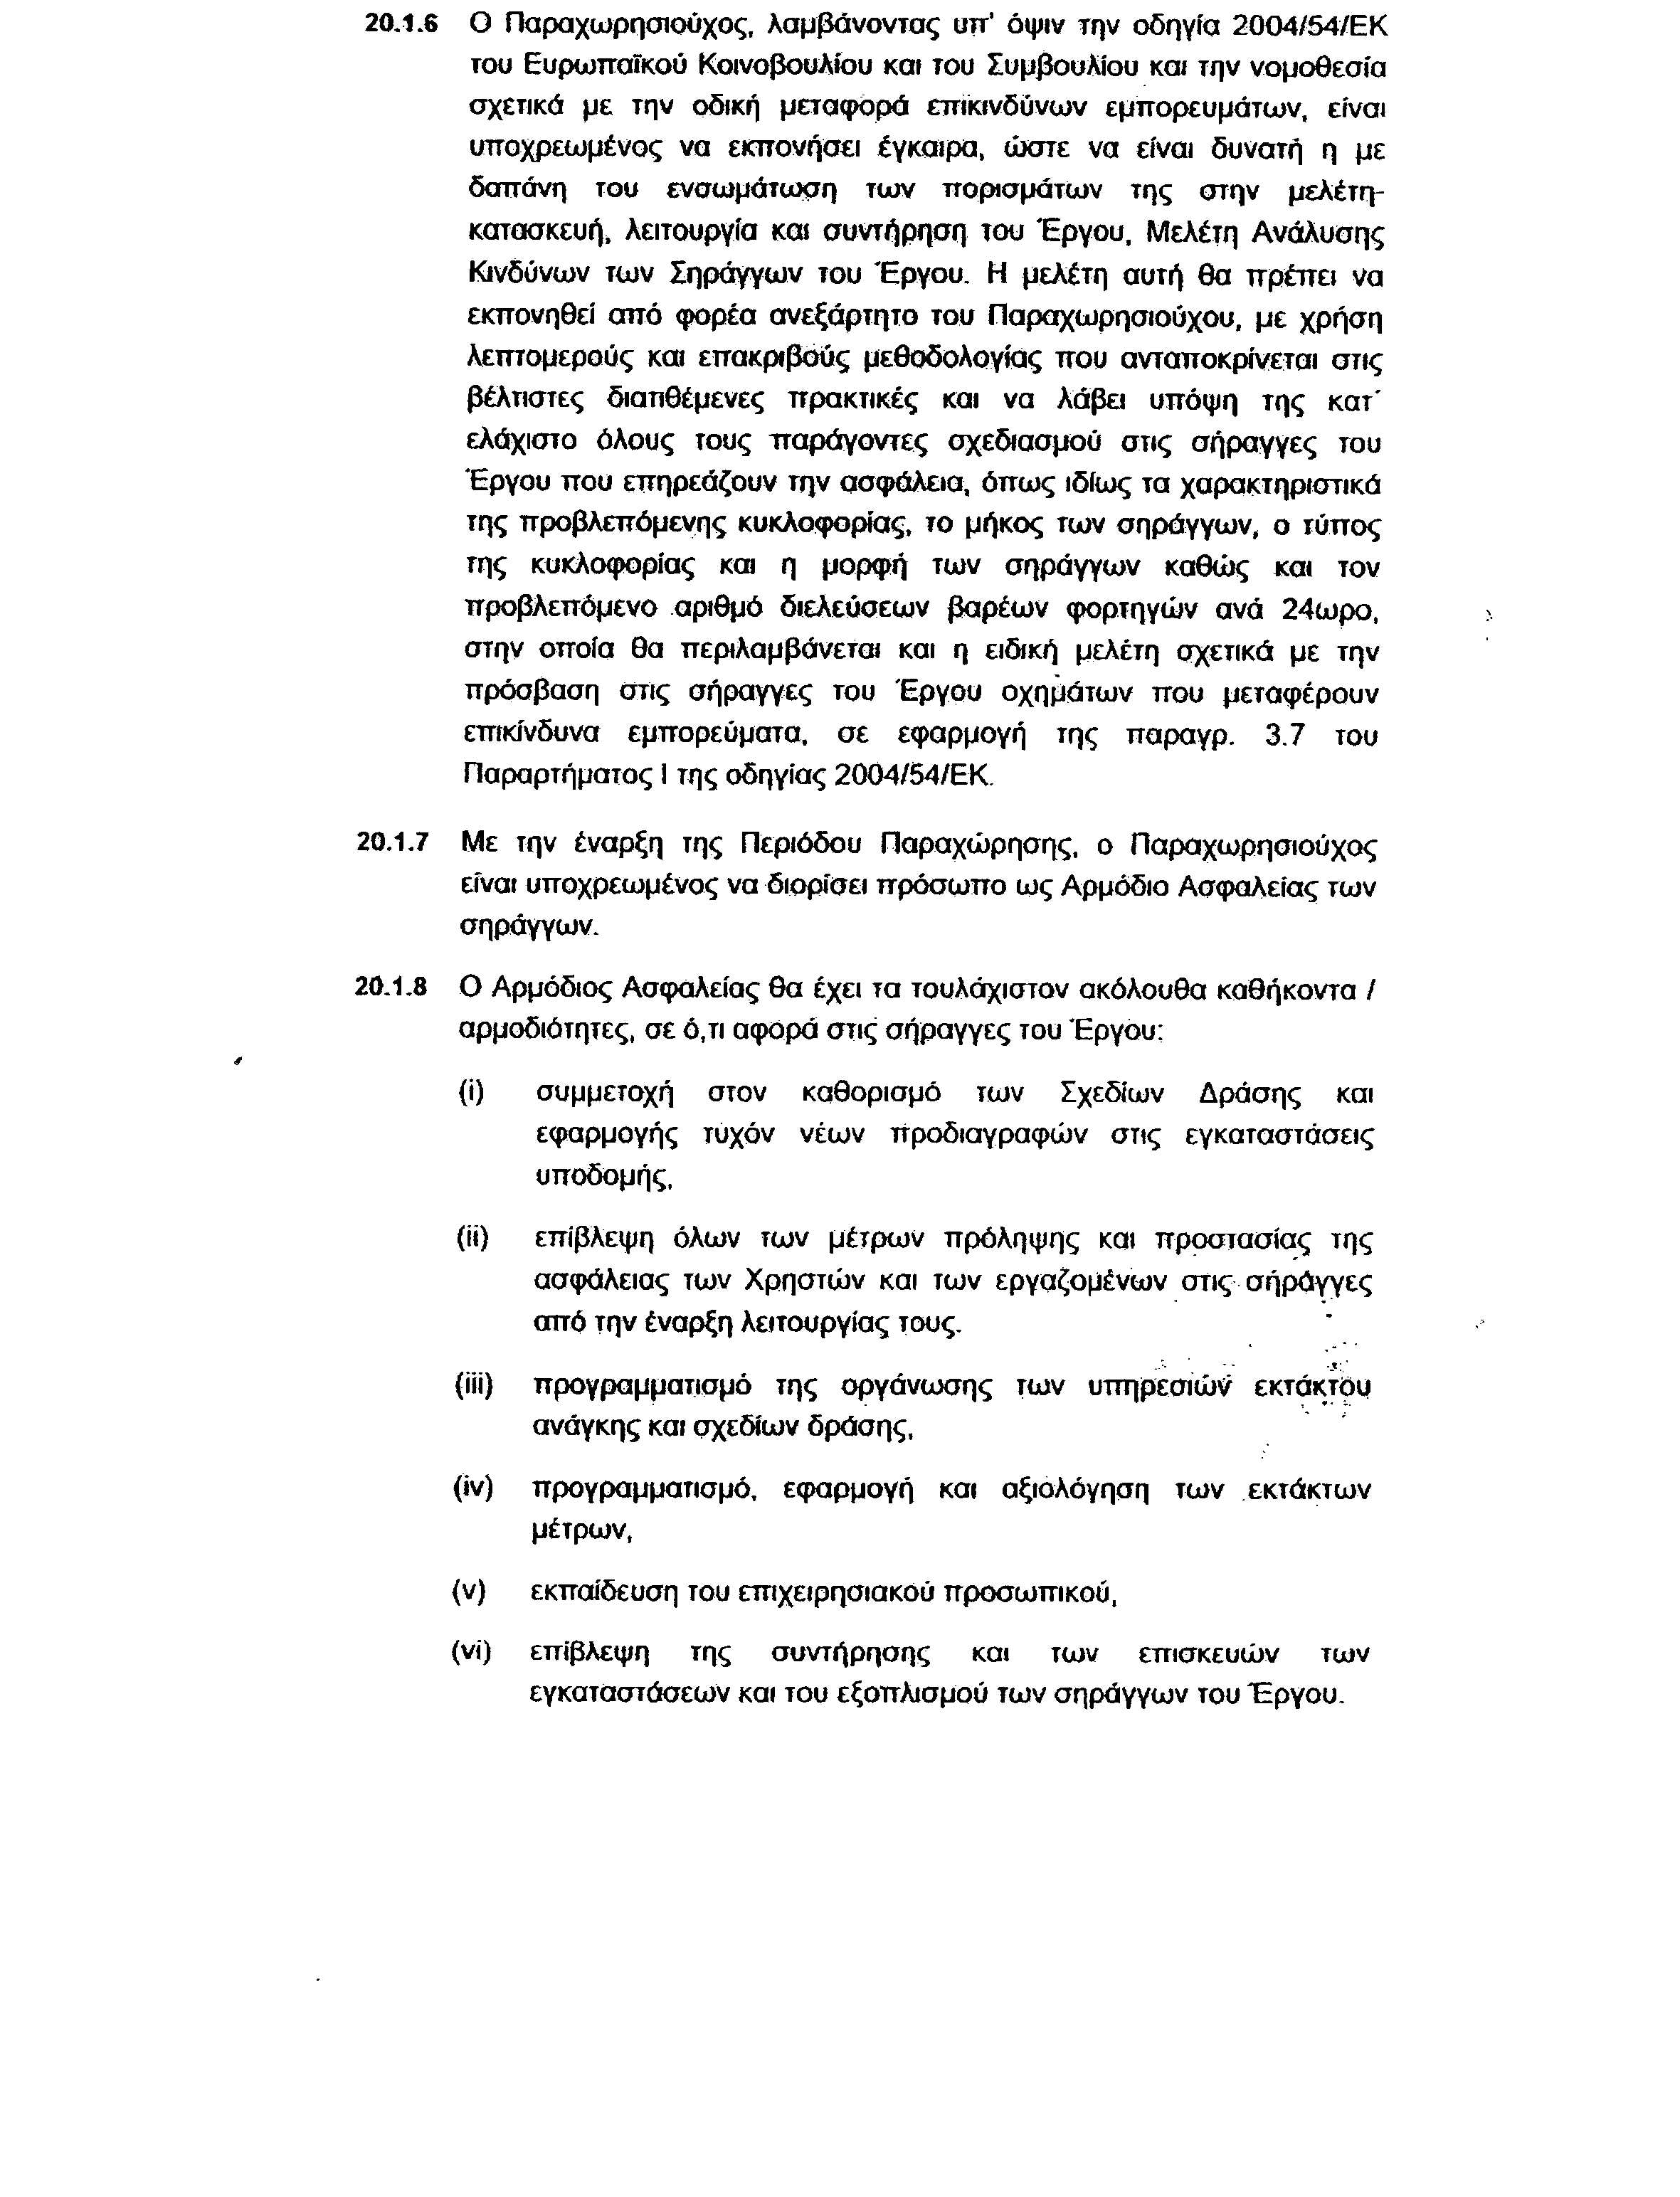 20.1.6 Ο Παραχωρησιούχος, λαμβάνοντας υπ' όψιν την οδηγία 2004/54/ΕΚ
του Ευρωπαϊκού Κοινοβουλίου και του Συμβουλίου και την νομοθεσία
σχετικά με την οδική μεταφορά επικινδύνων εμπορευμάτων, είναι
υποχρεωμένος να εκπονήσει έγκαιρα, ώστε να είναι δυνατή η με
δαπάνη του ενσωμάτωση των πορισμάτων της στην μελέτη-
κατασκευή, λειτουργία και συντήρηση του Έργου, Μελέτη Ανάλυσης
Κινδύνων των Σηράγγων του Έργου. Η μελέτη αυτή θα πρέπει να
εκπονηθεί από φορέα ανεξάρτητο του Παραχωρησιούχου, με χρήση
λεπτομερούς και επακριβούς μεθοδολογίας που ανταποκρίνεται στις
βέλτιστες διατιθέμενες πρακτικές και να λάβει υπόψη της κατ΄
ελάχιστο όλους τους παράγοντες σχεδιασμού στις σήραγγες του
Έργου που επηρεάζουν την ασφάλεια, όπως ιδίως τα χαρακτηριστικά
της προβλεπόμενης κυκλοφορίας, το μήκος των σηράγγων, ο τύπος
της κυκλοφορίας και η μορφή των σηράγγων καθώς και τον
προβλεπόμενο αριθμό διελεύσεων βαρέων φορτηγών ανά 24ωρο,
στην οποία θα περιλαμβάνεται και η ειδική μελέτη σχετικά με την
πρόσβαση στις σήραγγες του Έργου οχημάτων που μεταφέρουν
επικίνδυνα εμπορεύματα, σε εφαρμογή της παραγρ. 3.7 του
Παραρτήματος Ι της οδηγίας 2004/54/ΕΚ.
20.1.7 Με την έναρξη της Περιόδου Παραχώρησης, ο Παραχωρησιούχος
είναι υποχρεωμένος να διορίσει πρόσωπο ως Αρμόδιο Ασφαλείας των
σηράγγων.
20.1.8 Ο Αρμόδιος Ασφαλείας θα έχει τα τουλάχιστον ακόλουθα καθήκοντα /
αρμοδιότητες, σε ό,τι αφορά στις σήραγγες του Έργου:
(i) συμμετοχή στον καθορισμό των Σχεδίων Δράσης και
εφαρμογής τυχόν νέων προδιαγραφών στις εγκαταστάσεις
υποδομής,
(ii) επίβλεψη όλων των μέτρων πρόληψης και προστασίας της
ασφάλειας των Χρηστών και των εργαζομένων στις σήραγγες
από την έναρξη λειτουργίας τους.
(iii) προγραμματισμό της οργάνωσης των υπηρεσιών εκτάκτου
ανάγκης και σχεδίων δράσης,
(iv) προγραμματισμό, εφαρμογή και αξιολόγηση των εκτάκτων
μέτρων,
(v) εκπαίδευση του επιχειρησιακού προσωπικού,
(vi) επίβλεψη της συντήρησης και των επισκευών των
εγκαταστάσεων και του εξοπλισμού των σηράγγων του Έργου.